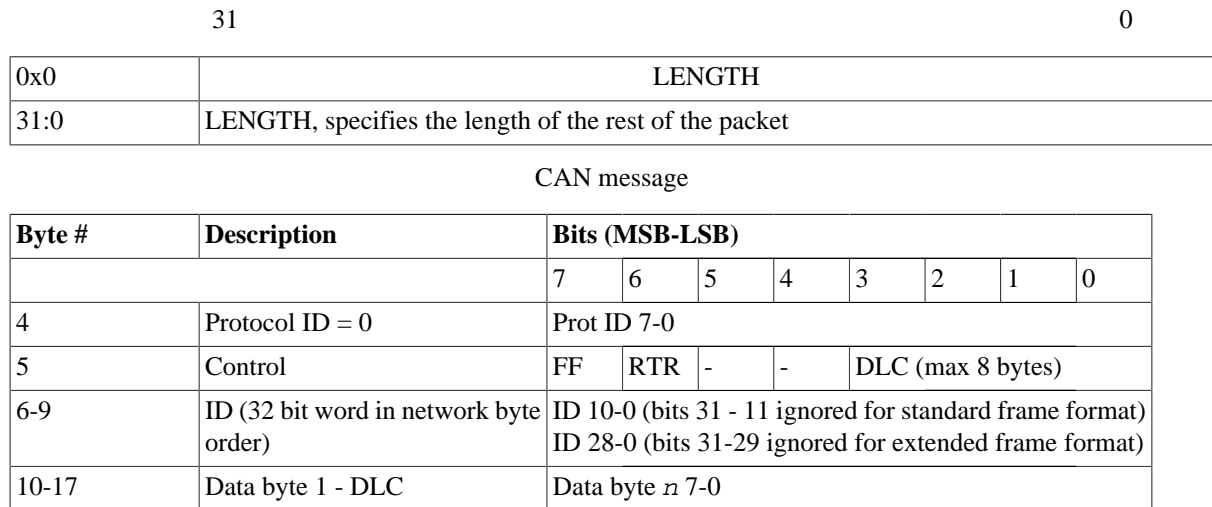 31 0
0x0 LENGTH
31:0 LENGTH, specifies the length of the rest of the packet
CAN message
Byte # Description Bits (MSB-LSB)
7 6 5 4 3 2 1 0
4 Protocol ID = 0 Prot ID 7-0
5 Control FF RTR - - DLC (max 8 bytes)
6-9 ID (32 bit word in network byte ID 10-0 (bits 31 - 11 ignored for standard frame format)
order) ID 28-0 (bits 31-29 ignored for extended frame format)
10-17 Data byte 1 - DLC Data byte n 7-0